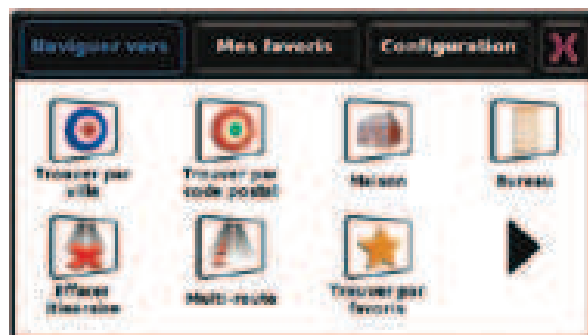 Naviguer vers
Mes favoris
Configuration
Trouver par
ville
Trouver par
code postal
Maison
Bureau
Effacer
itinéraire
Multi-route
Trouver par
favoris